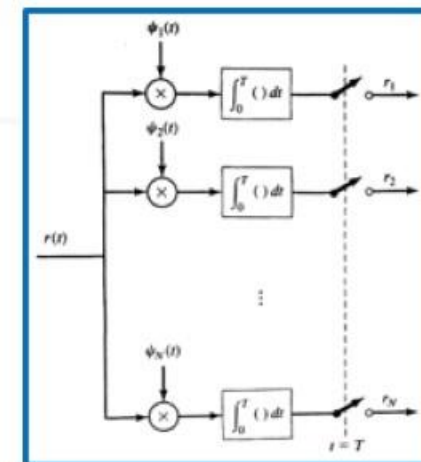 ψ₁(t)
× ∫₀ᵀ ( ) dt r₁
ψ₂(t)
× ∫₀ᵀ ( ) dt r₂
r(t)
⋮
ψ_N(t)
× ∫₀ᵀ ( ) dt r_N
t = T